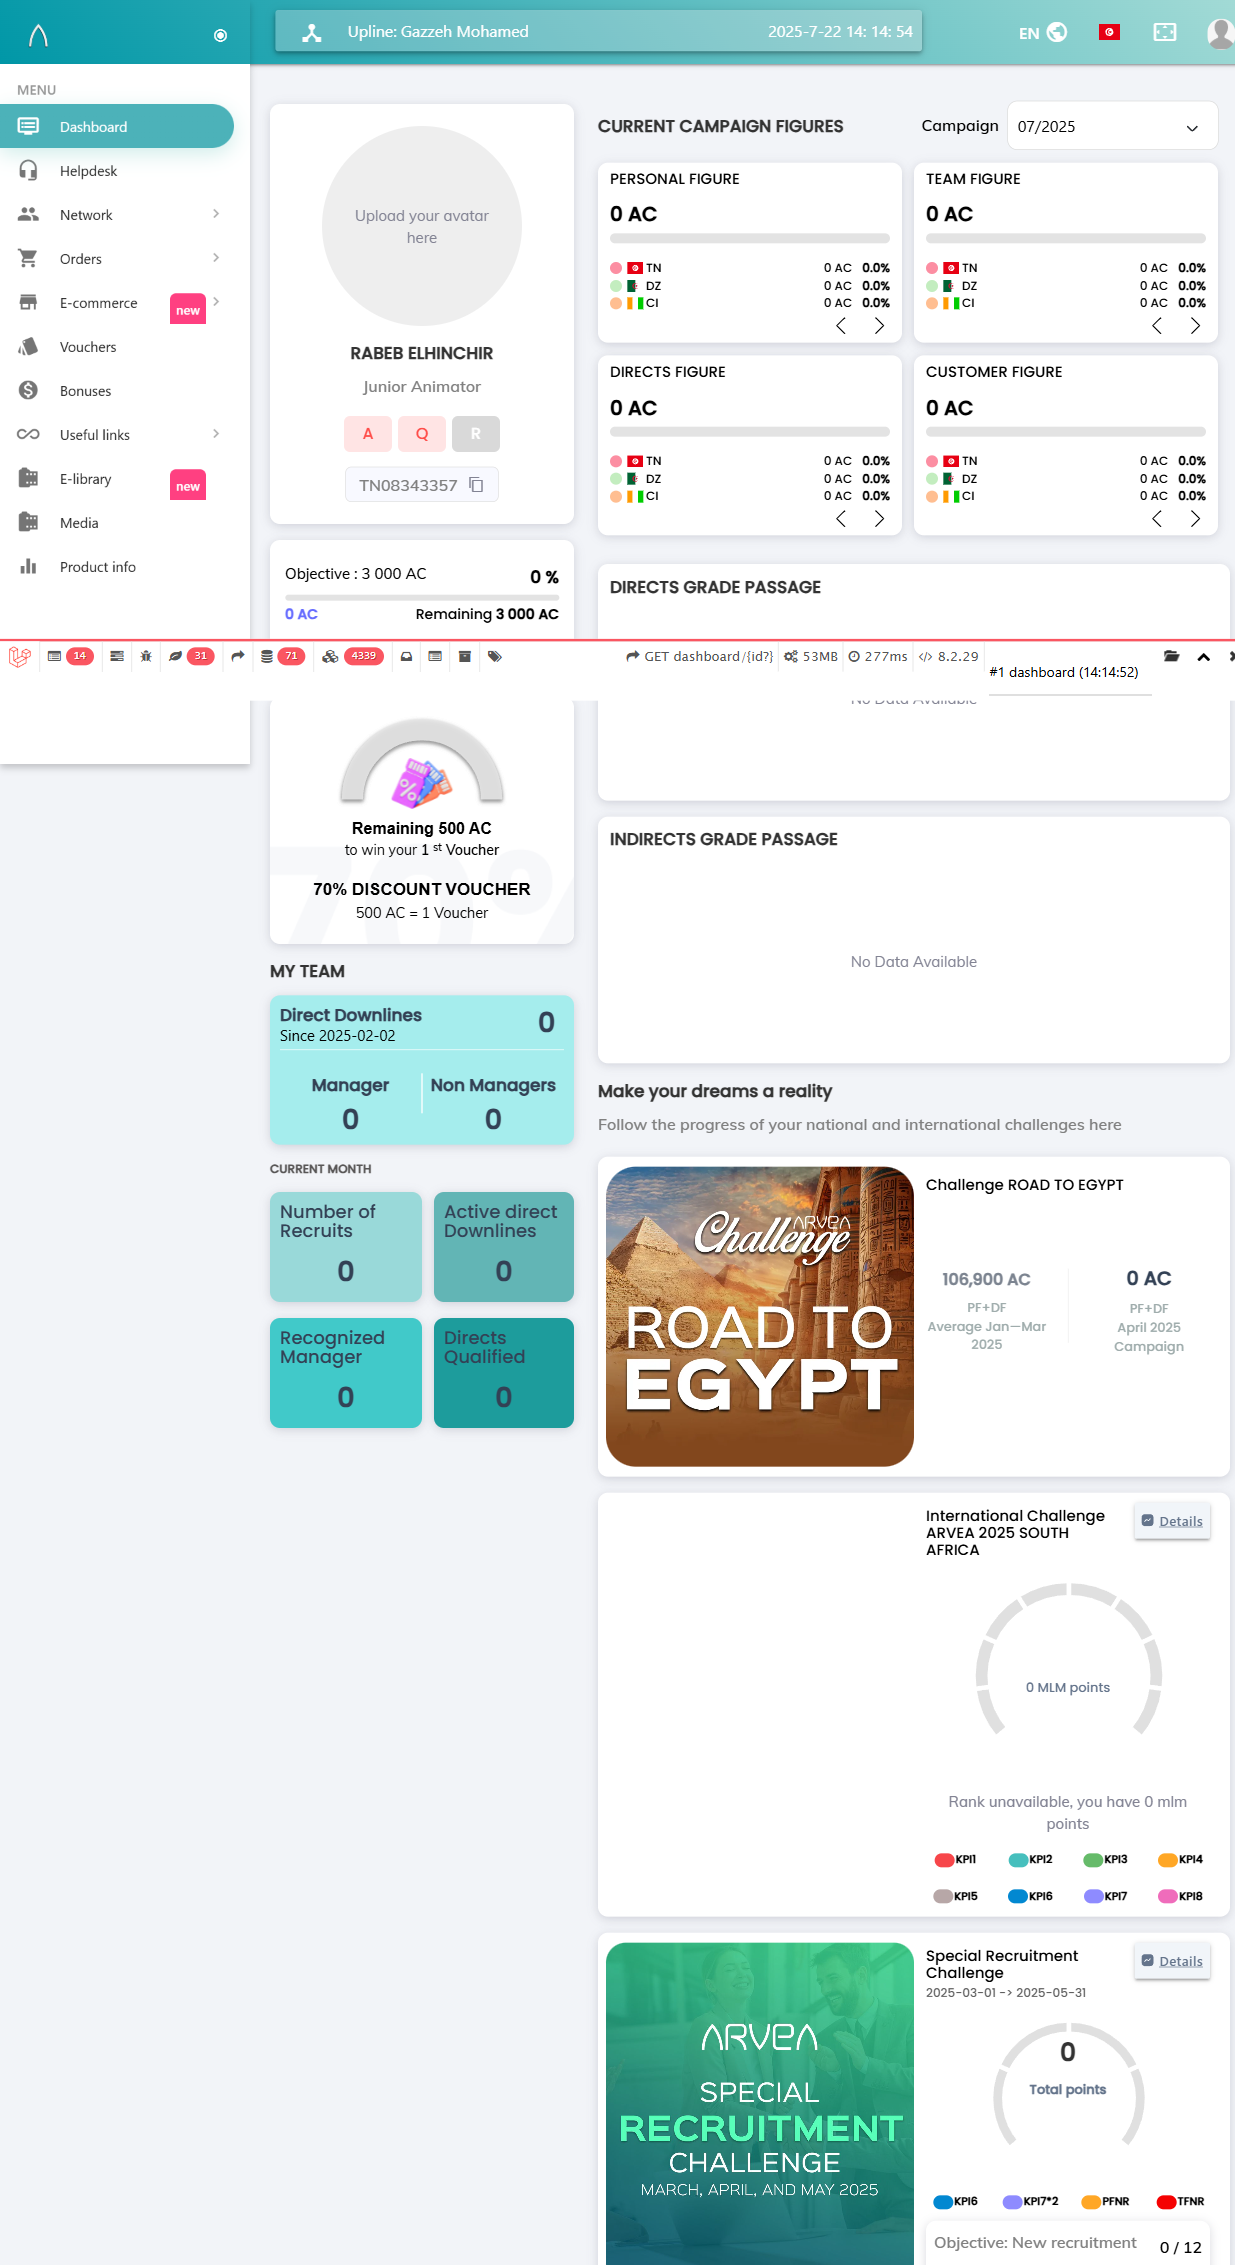 Upline: Gazzeh Mohamed
2025-7-22 14: 14: 54
EN
MENU
Dashboard
Helpdesk
Network
Orders
E-commerce
new
Vouchers
Bonuses
Useful links
E-library
new
Media
Product info
Upload your avatar
here
RABEB ELHINCHIR
Junior Animator
A Q R
TN08343357
Objective : 3 000 AC
0 %
0 AC
Remaining 3 000 AC
CURRENT CAMPAIGN FIGURES
Campaign
07/2025
PERSONAL FIGURE
0 AC
TN 0 AC 0.0%
DZ 0 AC 0.0%
CI 0 AC 0.0%
TEAM FIGURE
0 AC
TN 0 AC 0.0%
DZ 0 AC 0.0%
CI 0 AC 0.0%
DIRECTS FIGURE
0 AC
TN 0 AC 0.0%
DZ 0 AC 0.0%
CI 0 AC 0.0%
CUSTOMER FIGURE
0 AC
TN 0 AC 0.0%
DZ 0 AC 0.0%
CI 0 AC 0.0%
DIRECTS GRADE PASSAGE
14 31 71 4339
GET dashboard/{id?} 53MB 277ms 8.2.29
#1 dashboard (14:14:52)
No Data Available
Remaining 500 AC
to win your 1 st Voucher
70% DISCOUNT VOUCHER
500 AC = 1 Voucher
70%
MY TEAM
Direct Downlines
Since 2025-02-02
0
Manager
0
Non Managers
0
CURRENT MONTH
Number of
Recruits
0
Active direct
Downlines
0
Recognized
Manager
0
Directs
Qualified
0
INDIRECTS GRADE PASSAGE
No Data Available
Make your dreams a reality
Follow the progress of your national and international challenges here
ARVEA
Challenge
ROAD TO
EGYPT
Challenge ROAD TO EGYPT
106,900 AC
PF+DF
Average Jan—Mar
2025
0 AC
PF+DF
April 2025
Campaign
International Challenge
ARVEA 2025 SOUTH
AFRICA
Details
0 MLM points
Rank unavailable, you have 0 mlm
points
KPI1 KPI2 KPI3 KPI4
KPI5 KPI6 KPI7 KPI8
ARVEA
SPECIAL
RECRUITMENT
CHALLENGE
MARCH, APRIL, AND MAY 2025
Special Recruitment
Challenge
2025-03-01 -> 2025-05-31
Details
0
Total points
KPI6 KPI7*2 PFNR TFNR
Objective: New recruitment
0 / 12